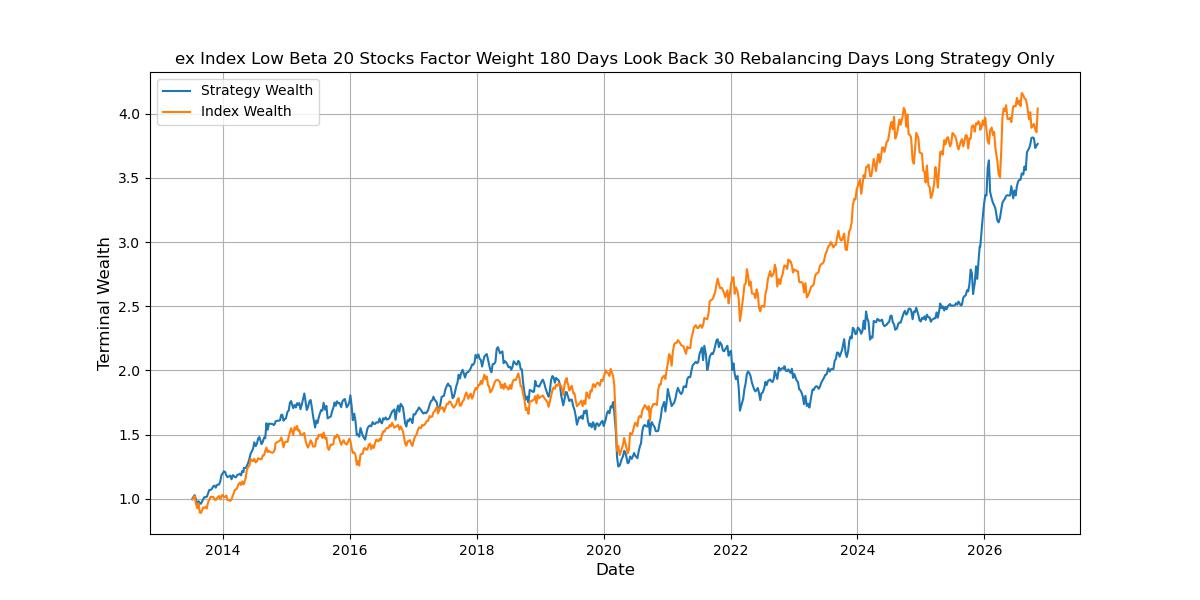 ex Index Low Beta 20 Stocks Factor Weight 180 Days Look Back 30 Rebalancing Days Long Strategy Only
Strategy Wealth
Index Wealth
Terminal Wealth
4.0
3.5
3.0
2.5
2.0
1.5
1.0
2014 2016 2018 2020 2022 2024 2026
Date